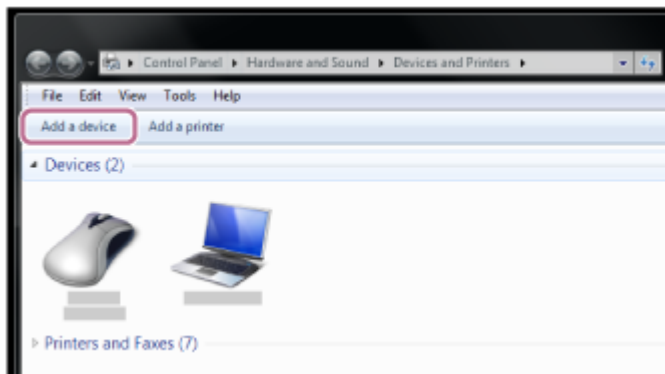 Control Panel ▸ Hardware and Sound ▸ Devices and Printers ▸
File Edit View Tools Help
Add a device Add a printer
Devices (2)
Printers and Faxes (7)